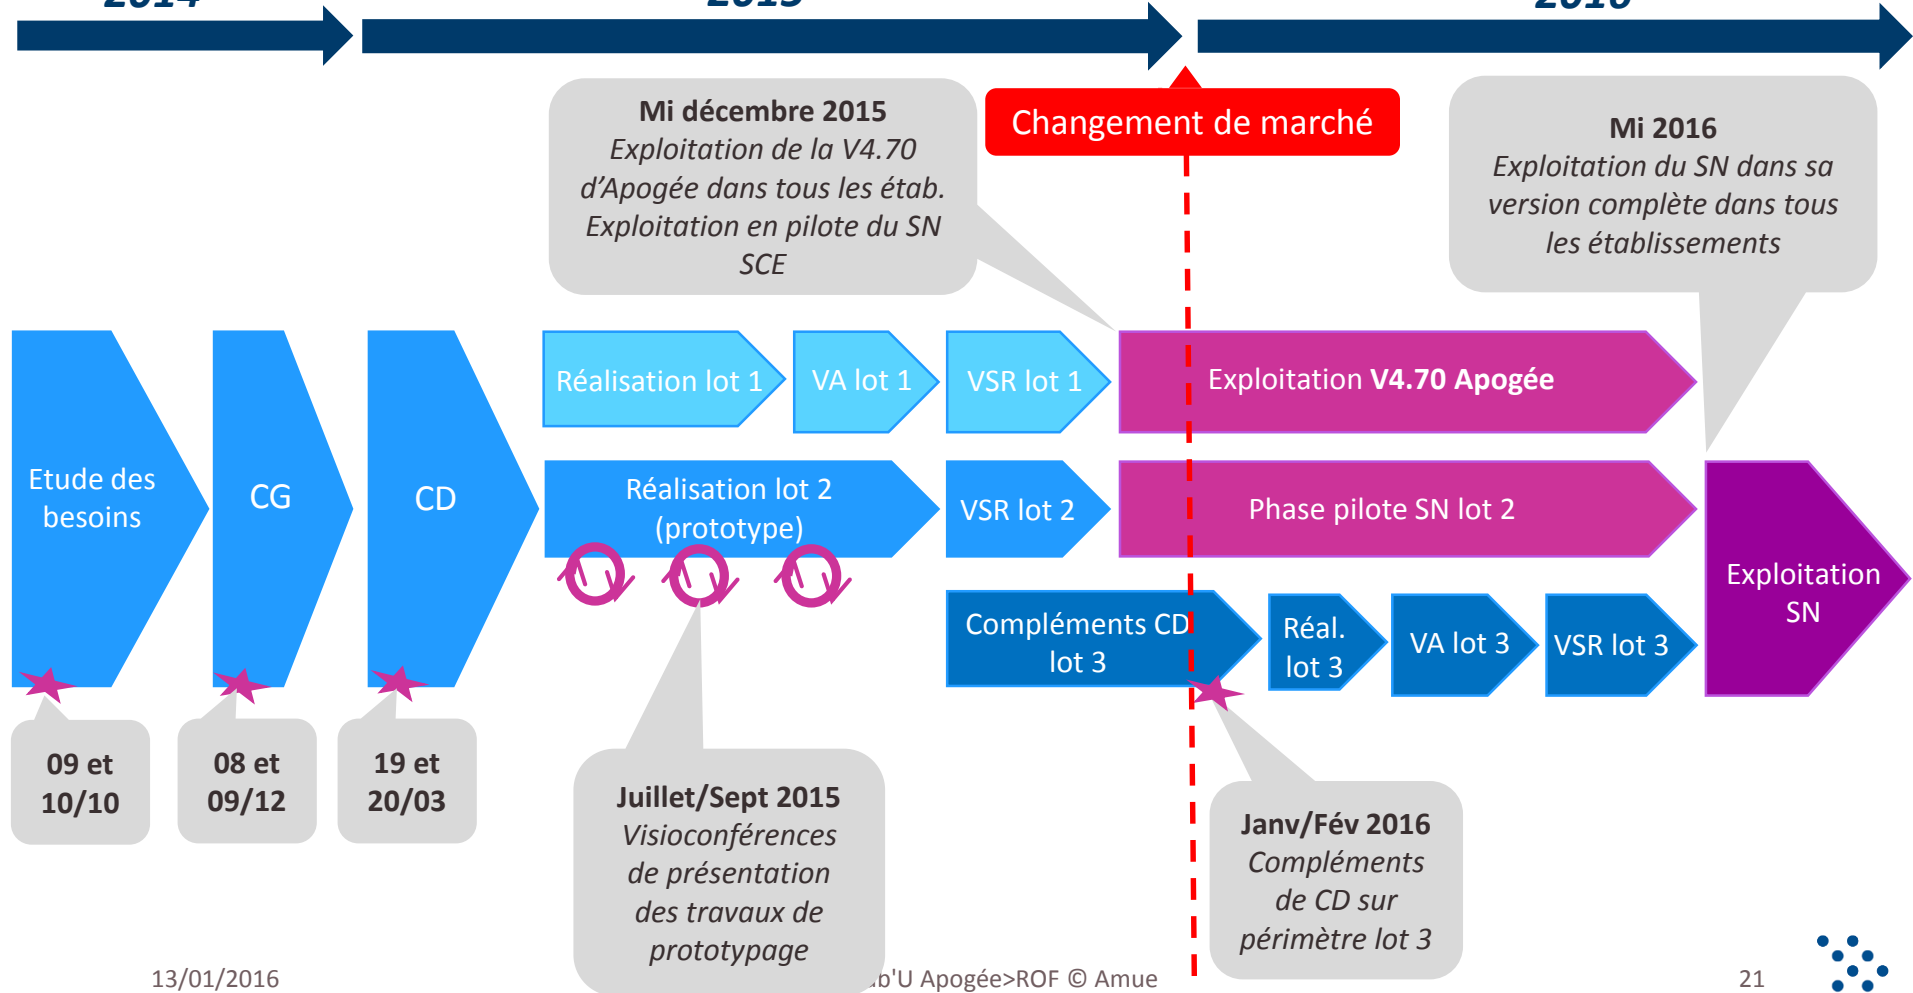 2014
2015
2016
Mi décembre 2015
Exploitation de la V4.70
d’Apogée dans tous les étab.
Exploitation en pilote du SN
SCE
Changement de marché
Mi 2016
Exploitation du SN dans sa
version complète dans tous
les établissements
Réalisation lot 1
VA lot 1
VSR lot 1
Exploitation V4.70 Apogée
Etude des
besoins
CG
CD
Réalisation lot 2
(prototype)
VSR lot 2
Phase pilote SN lot 2
Exploitation
SN
Compléments CD
lot 3
Réal.
lot 3
VA lot 3
VSR lot 3
09 et
10/10
08 et
09/12
19 et
20/03
Juillet/Sept 2015
Visioconférences
de présentation
des travaux de
prototypage
Janv/Fév 2016
Compléments
de CD sur
périmètre lot 3
13/01/2016
b'U Apogée>ROF © Amue
21